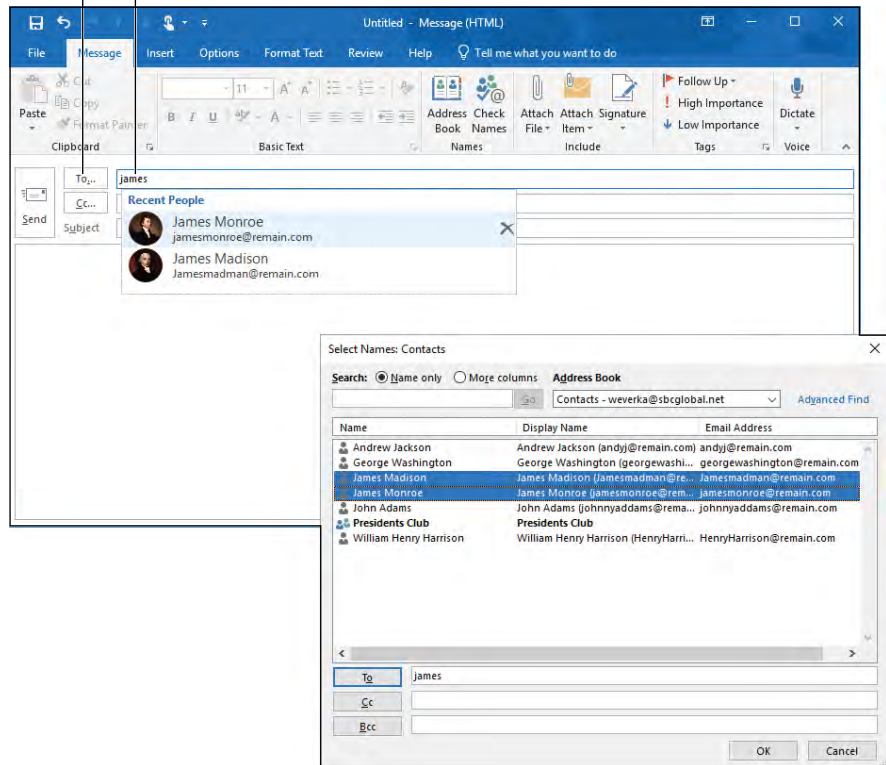 Untitled - Message (HTML)
File Message Insert Options Format Text Review Help Tell me what you want to do
Paste
Cut
Copy
Format Painter
Clipboard
11 A A
B I U aby A
Basic Text
Address Book
Check Names
Names
Attach File
Attach Item
Signature
Include
Follow Up
High Importance
Low Importance
Tags
Dictate
Voice
Send
To... james
Cc...
Subject
Recent People
James Monroe
jamesmonroe@remain.com
James Madison
Jamesmadman@remain.com
Select Names: Contacts
Search: Name only More columns Address Book
Go Contacts - weverka@sbcglobal.net Advanced Find
Name Display Name Email Address
Andrew Jackson Andrew Jackson (andyj@remain.com) andyj@remain.com
George Washington George Washington (georgewashi... georgewashington@remain.com
James Madison James Madison (Jamesmadman@re... Jamesmadman@remain.com
James Monroe James Monroe (jamesmonroe@rem... jamesmonroe@remain.com
John Adams John Adams (johnnyaddams@rema... johnnyaddams@remain.com
Presidents Club Presidents Club
William Henry Harrison William Henry Harrison (HenryHarri... HenryHarrison@remain.com
To james
Cc
Bcc
OK Cancel